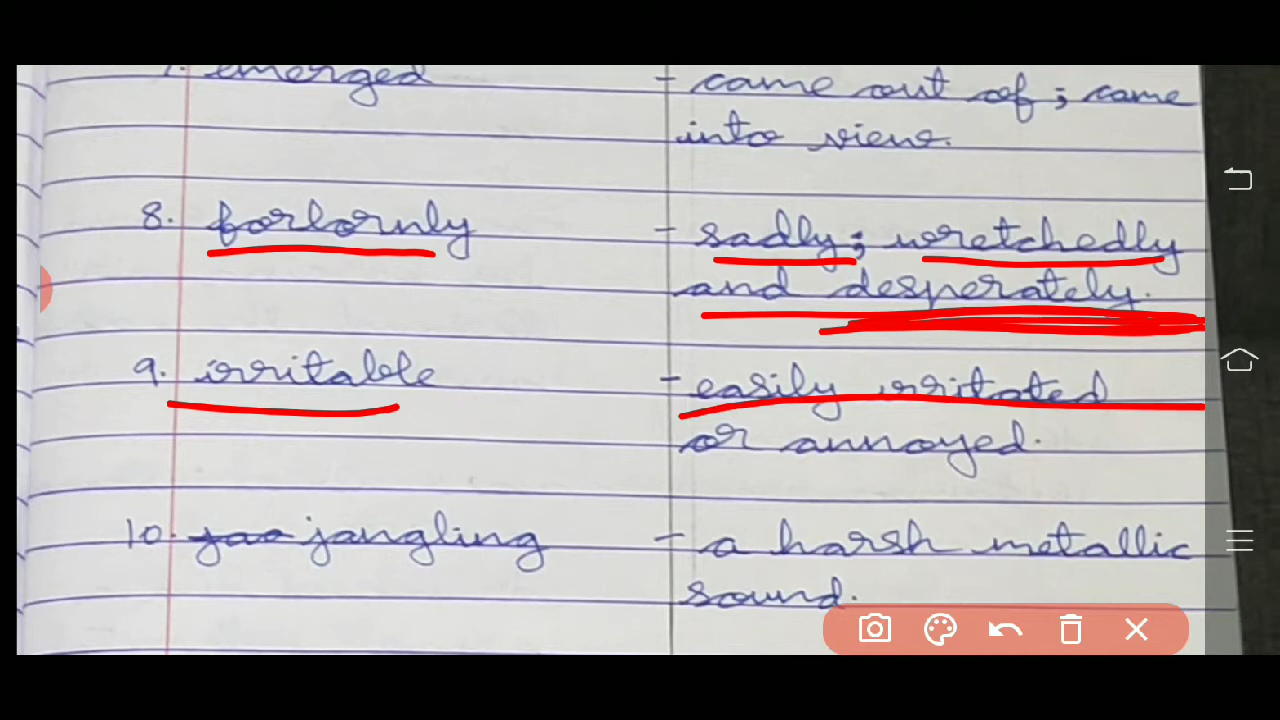 7. emerged - came out of; came
into view.
8. forlornly - sadly; wretchedly
and desperately.
9. irritable - easily irritated
or annoyed.
10. jao jangling - a harsh metallic
sound.